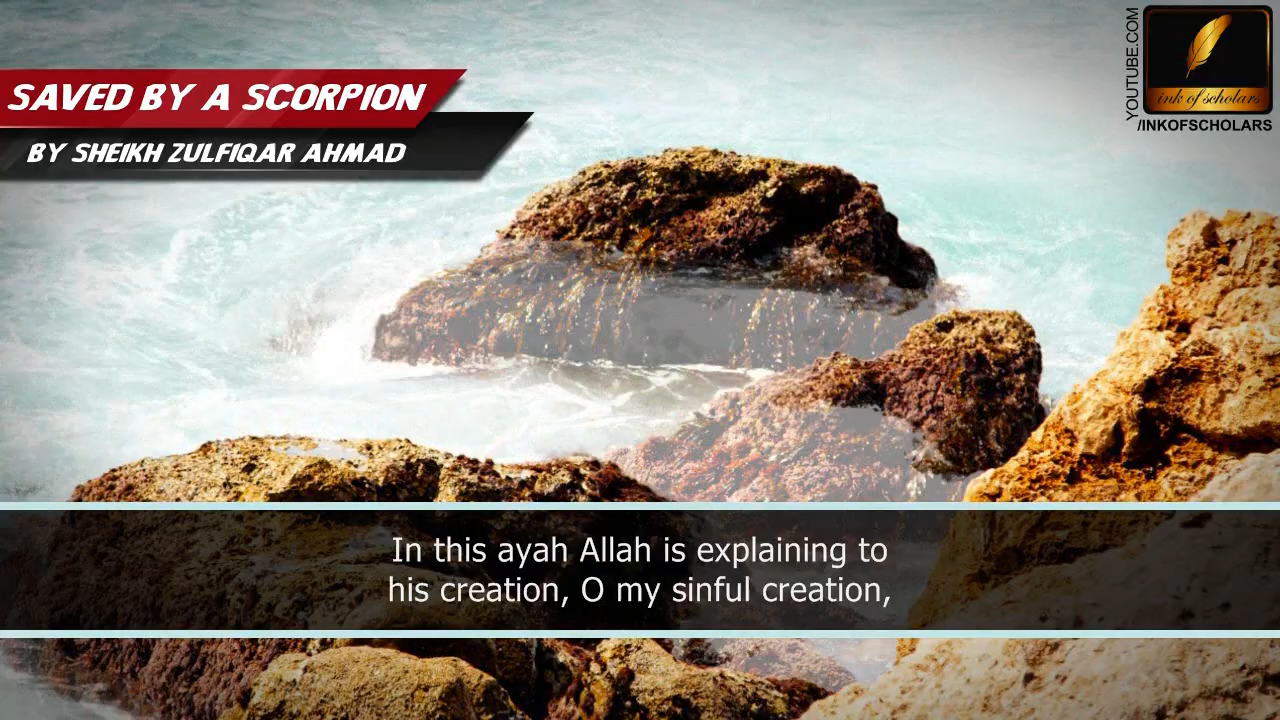 SAVED BY A SCORPION
BY SHEIKH ZULFIQAR AHMAD
YOUTUBE.COM
ink of scholars
/INKOFSCHOLARS
In this ayah Allah is explaining to
his creation, O my sinful creation,